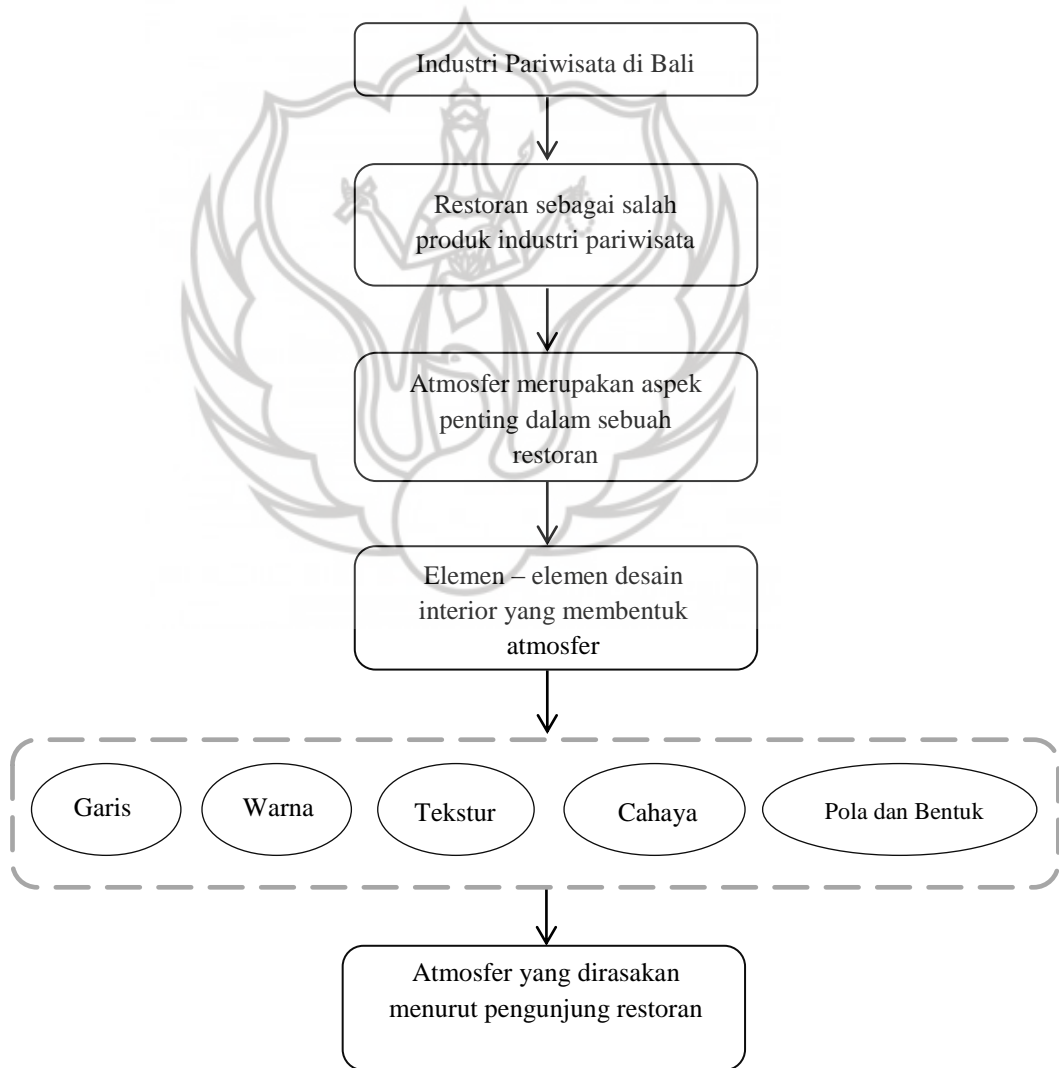 Industri Pariwisata di Bali
Restoran sebagai salah
produk industri pariwisata
Atmosfer merupakan aspek
penting dalam sebuah
restoran
Elemen – elemen desain
interior yang membentuk
atmosfer
Garis
Warna
Tekstur
Cahaya
Pola dan Bentuk
Atmosfer yang dirasakan
menurut pengunjung restoran